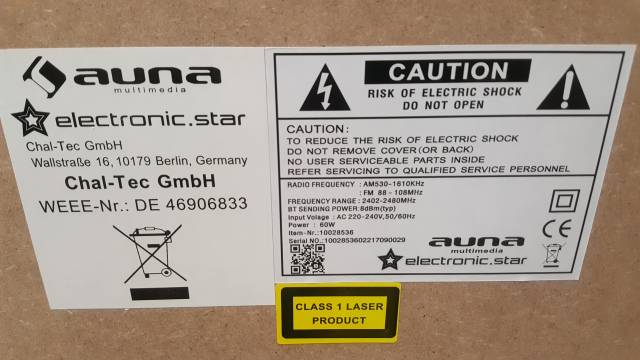 auna
multimedia
electronic.star
Chal-Tec GmbH
Wallstraße 16, 10179 Berlin, Germany
Chal-Tec GmbH
WEEE-Nr.: DE 46906833
CAUTION
RISK OF ELECTRIC SHOCK
DO NOT OPEN
CAUTION:
TO REDUCE THE RISK OF ELECTRIC SHOCK
DO NOT REMOVE COVER (OR BACK)
NO USER SERVICEABLE PARTS INSIDE
REFER SERVICING TO QUALIFIED SERVICE PERSONNEL
RADIO FREQUENCY : AM530-1610KHz
: FM 88 - 108MHz
FREQUENCY RANGE : 2402-2480MHz
BT SENDING POWER: 8dBm(typ)
Input Voltage : AC 220-240V,50/60Hz
Power : 60W
Item-Nr.:10028536
Serial NO.:1002853602217090029
auna
multimedia
electronic.star
CE
CLASS 1 LASER
PRODUCT